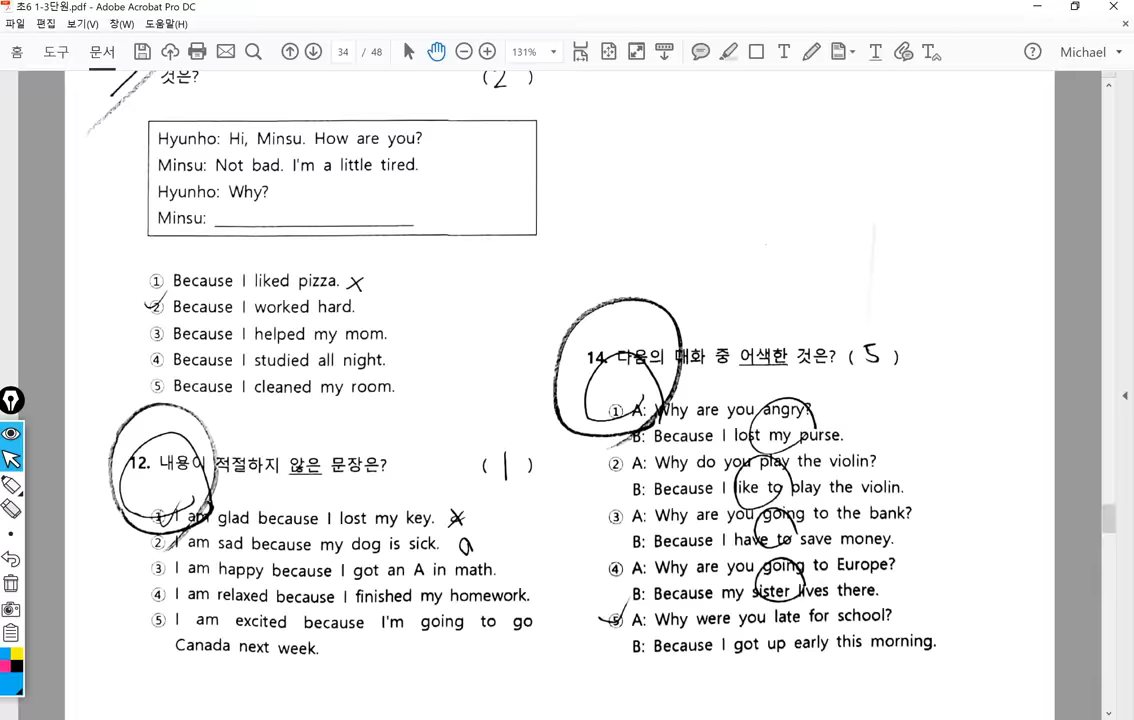 초6 1-3단원.pdf - Adobe Acrobat Pro DC
파일 편집 보기(V) 창(W) 도움말(H)
홈 도구 문서 34 / 48 131% Michael
것은? ( 2 )
Hyunho: Hi, Minsu. How are you?
Minsu: Not bad. I'm a little tired.
Hyunho: Why?
Minsu: ____________________
① Because I liked pizza. x
② Because I worked hard.
③ Because I helped my mom.
④ Because I studied all night.
⑤ Because I cleaned my room.
12. 내용이 적절하지 않은 문장은? ( 1 )
① I am glad because I lost my key. x
② I am sad because my dog is sick.
③ I am happy because I got an A in math.
④ I am relaxed because I finished my homework.
⑤ I am excited because I'm going to go
Canada next week.
14. 다음의 대화 중 어색한 것은? ( 5 )
① A: Why are you angry?
B: Because I lost my purse.
② A: Why do you play the violin?
B: Because I like to play the violin.
③ A: Why are you going to the bank?
B: Because I have to save money.
④ A: Why are you going to Europe?
B: Because my sister lives there.
⑤ A: Why were you late for school?
B: Because I got up early this morning.